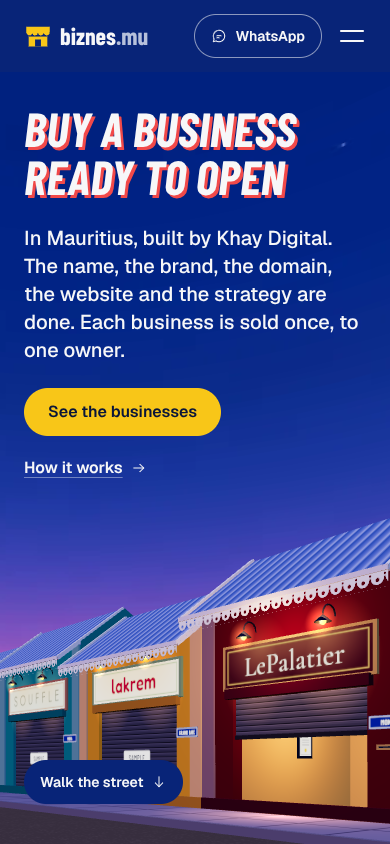 biznes.mu
WhatsApp
BUY A BUSINESS
READY TO OPEN
In Mauritius, built by Khay Digital.
The name, the brand, the domain,
the website and the strategy are
done. Each business is sold once, to
one owner.
See the businesses
How it works →
LePalatier
lakrem
SOUFFLE
Walk the street ↓